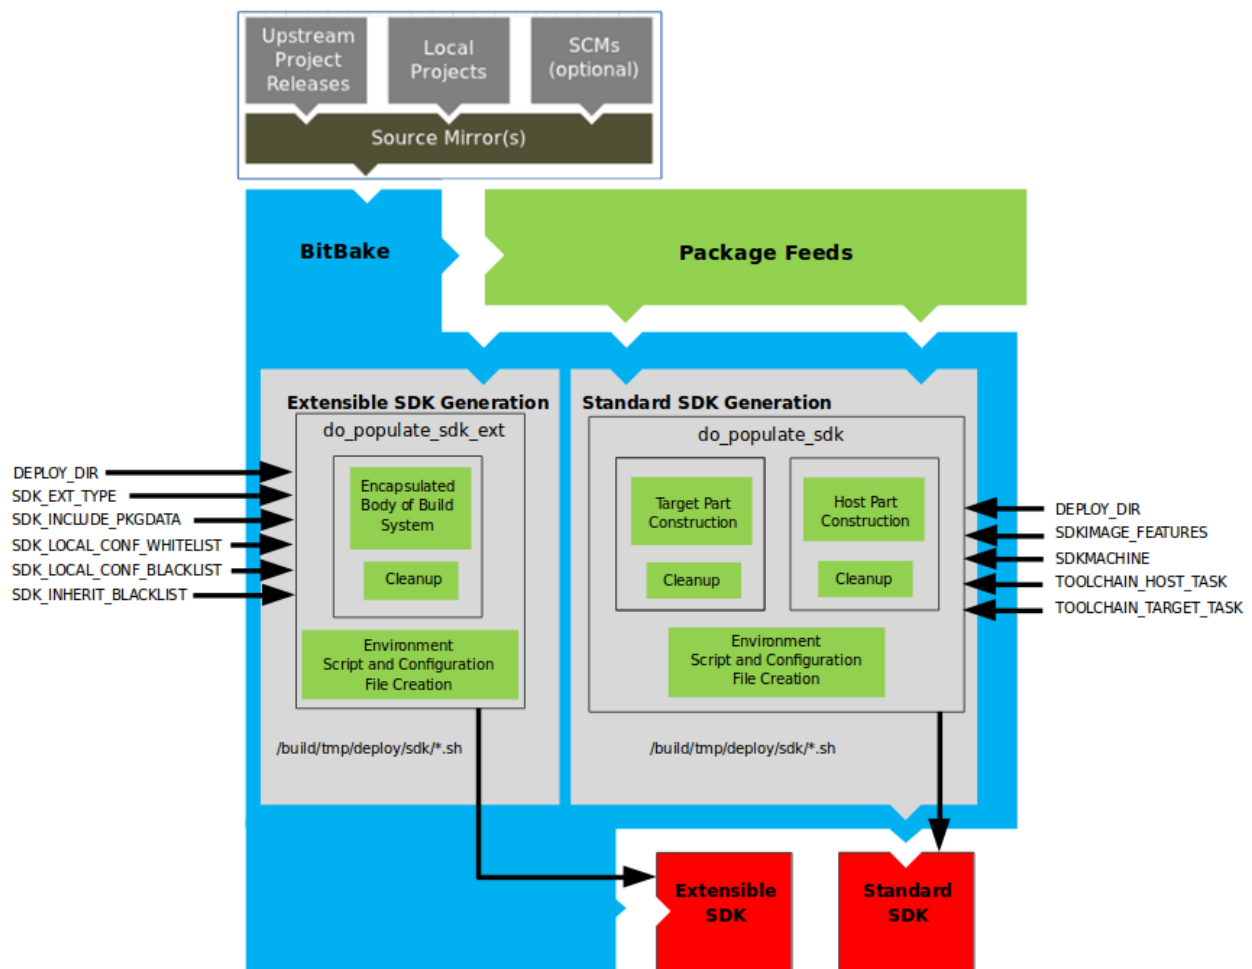 Upstream
Project
Releases
Local
Projects
SCMs
(optional)
Source Mirror(s)
BitBake
Package Feeds
Extensible SDK Generation
do_populate_sdk_ext
Encapsulated
Body of Build
System
Cleanup
Environment
Script and Configuration
File Creation
/build/tmp/deploy/sdk/*.sh
DEPLOY_DIR
SDK_EXT_TYPE
SDK_INCLUDE_PKGDATA
SDK_LOCAL_CONF_WHITELIST
SDK_LOCAL_CONF_BLACKLIST
SDK_INHERIT_BLACKLIST
Standard SDK Generation
do_populate_sdk
Target Part
Construction
Cleanup
Host Part
Construction
Cleanup
Environment
Script and Configuration
File Creation
/build/tmp/deploy/sdk/*.sh
DEPLOY_DIR
SDKIMAGE_FEATURES
SDKMACHINE
TOOLCHAIN_HOST_TASK
TOOLCHAIN_TARGET_TASK
Extensible
SDK
Standard
SDK